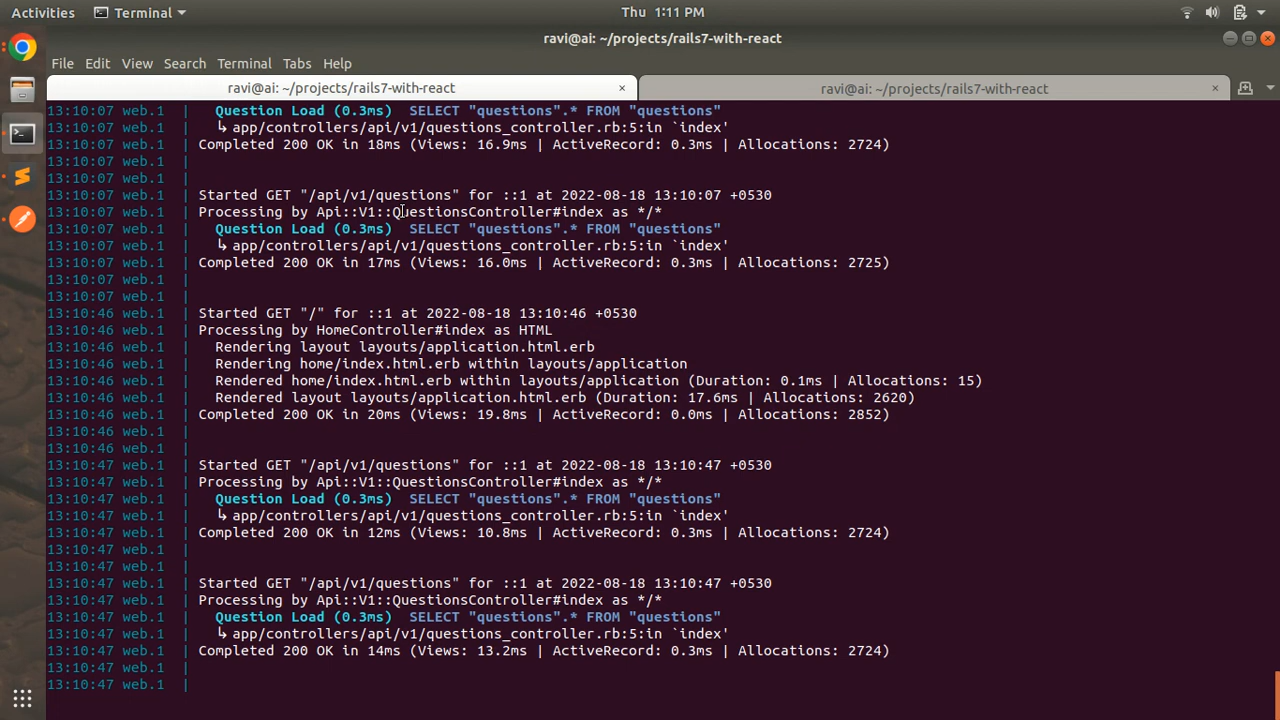 Activities Terminal Thu 1:11 PM
ravi@ai: ~/projects/rails7-with-react
File Edit View Search Terminal Tabs Help
ravi@ai: ~/projects/rails7-with-react × ravi@ai: ~/projects/rails7-with-react ×
13:10:07 web.1 | Question Load (0.3ms) SELECT "questions".* FROM "questions"
13:10:07 web.1 | ↳ app/controllers/api/v1/questions_controller.rb:5:in `index'
13:10:07 web.1 | Completed 200 OK in 18ms (Views: 16.9ms | ActiveRecord: 0.3ms | Allocations: 2724)
13:10:07 web.1 |
13:10:07 web.1 |
13:10:07 web.1 | Started GET "/api/v1/questions" for ::1 at 2022-08-18 13:10:07 +0530
13:10:07 web.1 | Processing by Api::V1::QuestionsController#index as */*
13:10:07 web.1 | Question Load (0.3ms) SELECT "questions".* FROM "questions"
13:10:07 web.1 | ↳ app/controllers/api/v1/questions_controller.rb:5:in `index'
13:10:07 web.1 | Completed 200 OK in 17ms (Views: 16.0ms | ActiveRecord: 0.3ms | Allocations: 2725)
13:10:07 web.1 |
13:10:07 web.1 |
13:10:46 web.1 | Started GET "/" for ::1 at 2022-08-18 13:10:46 +0530
13:10:46 web.1 | Processing by HomeController#index as HTML
13:10:46 web.1 | Rendering layout layouts/application.html.erb
13:10:46 web.1 | Rendering home/index.html.erb within layouts/application
13:10:46 web.1 | Rendered home/index.html.erb within layouts/application (Duration: 0.1ms | Allocations: 15)
13:10:46 web.1 | Rendered layout layouts/application.html.erb (Duration: 17.6ms | Allocations: 2620)
13:10:46 web.1 | Completed 200 OK in 20ms (Views: 19.8ms | ActiveRecord: 0.0ms | Allocations: 2852)
13:10:46 web.1 |
13:10:46 web.1 |
13:10:47 web.1 | Started GET "/api/v1/questions" for ::1 at 2022-08-18 13:10:47 +0530
13:10:47 web.1 | Processing by Api::V1::QuestionsController#index as */*
13:10:47 web.1 | Question Load (0.3ms) SELECT "questions".* FROM "questions"
13:10:47 web.1 | ↳ app/controllers/api/v1/questions_controller.rb:5:in `index'
13:10:47 web.1 | Completed 200 OK in 12ms (Views: 10.8ms | ActiveRecord: 0.3ms | Allocations: 2724)
13:10:47 web.1 |
13:10:47 web.1 |
13:10:47 web.1 | Started GET "/api/v1/questions" for ::1 at 2022-08-18 13:10:47 +0530
13:10:47 web.1 | Processing by Api::V1::QuestionsController#index as */*
13:10:47 web.1 | Question Load (0.3ms) SELECT "questions".* FROM "questions"
13:10:47 web.1 | ↳ app/controllers/api/v1/questions_controller.rb:5:in `index'
13:10:47 web.1 | Completed 200 OK in 14ms (Views: 13.2ms | ActiveRecord: 0.3ms | Allocations: 2724)
13:10:47 web.1 |
13:10:47 web.1 |